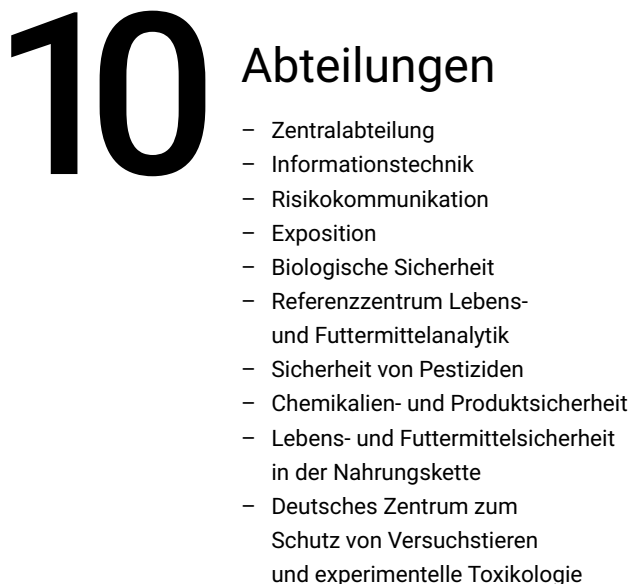 10 Abteilungen
– Zentralabteilung
– Informationstechnik
– Risikokommunikation
– Exposition
– Biologische Sicherheit
– Referenzzentrum Lebens-
und Futtermittelanalytik
– Sicherheit von Pestiziden
– Chemikalien- und Produktsicherheit
– Lebens- und Futtermittelsicherheit
in der Nahrungskette
– Deutsches Zentrum zum
Schutz von Versuchstieren
und experimentelle Toxikologie